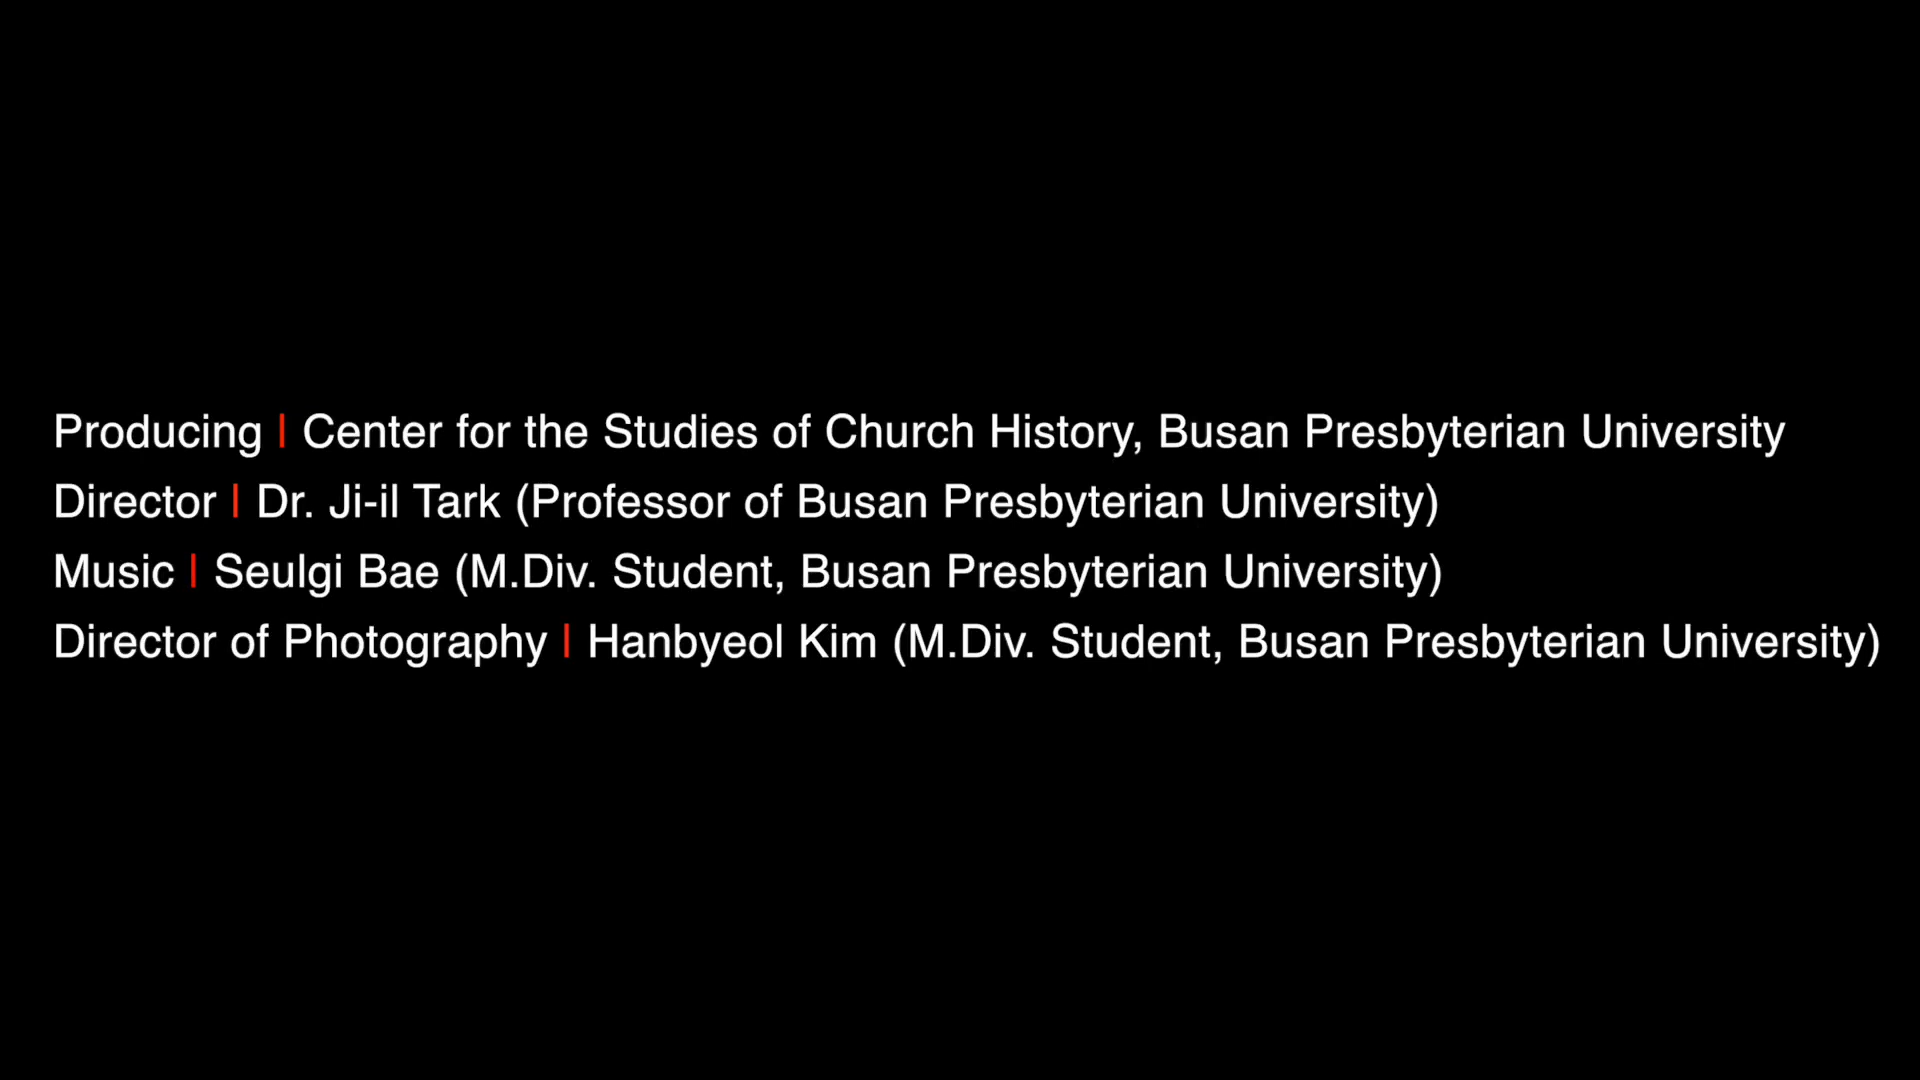 Producing | Center for the Studies of Church History, Busan Presbyterian University
Director | Dr. Ji-il Tark (Professor of Busan Presbyterian University)
Music | Seulgi Bae (M.Div. Student, Busan Presbyterian University)
Director of Photography | Hanbyeol Kim (M.Div. Student, Busan Presbyterian University)